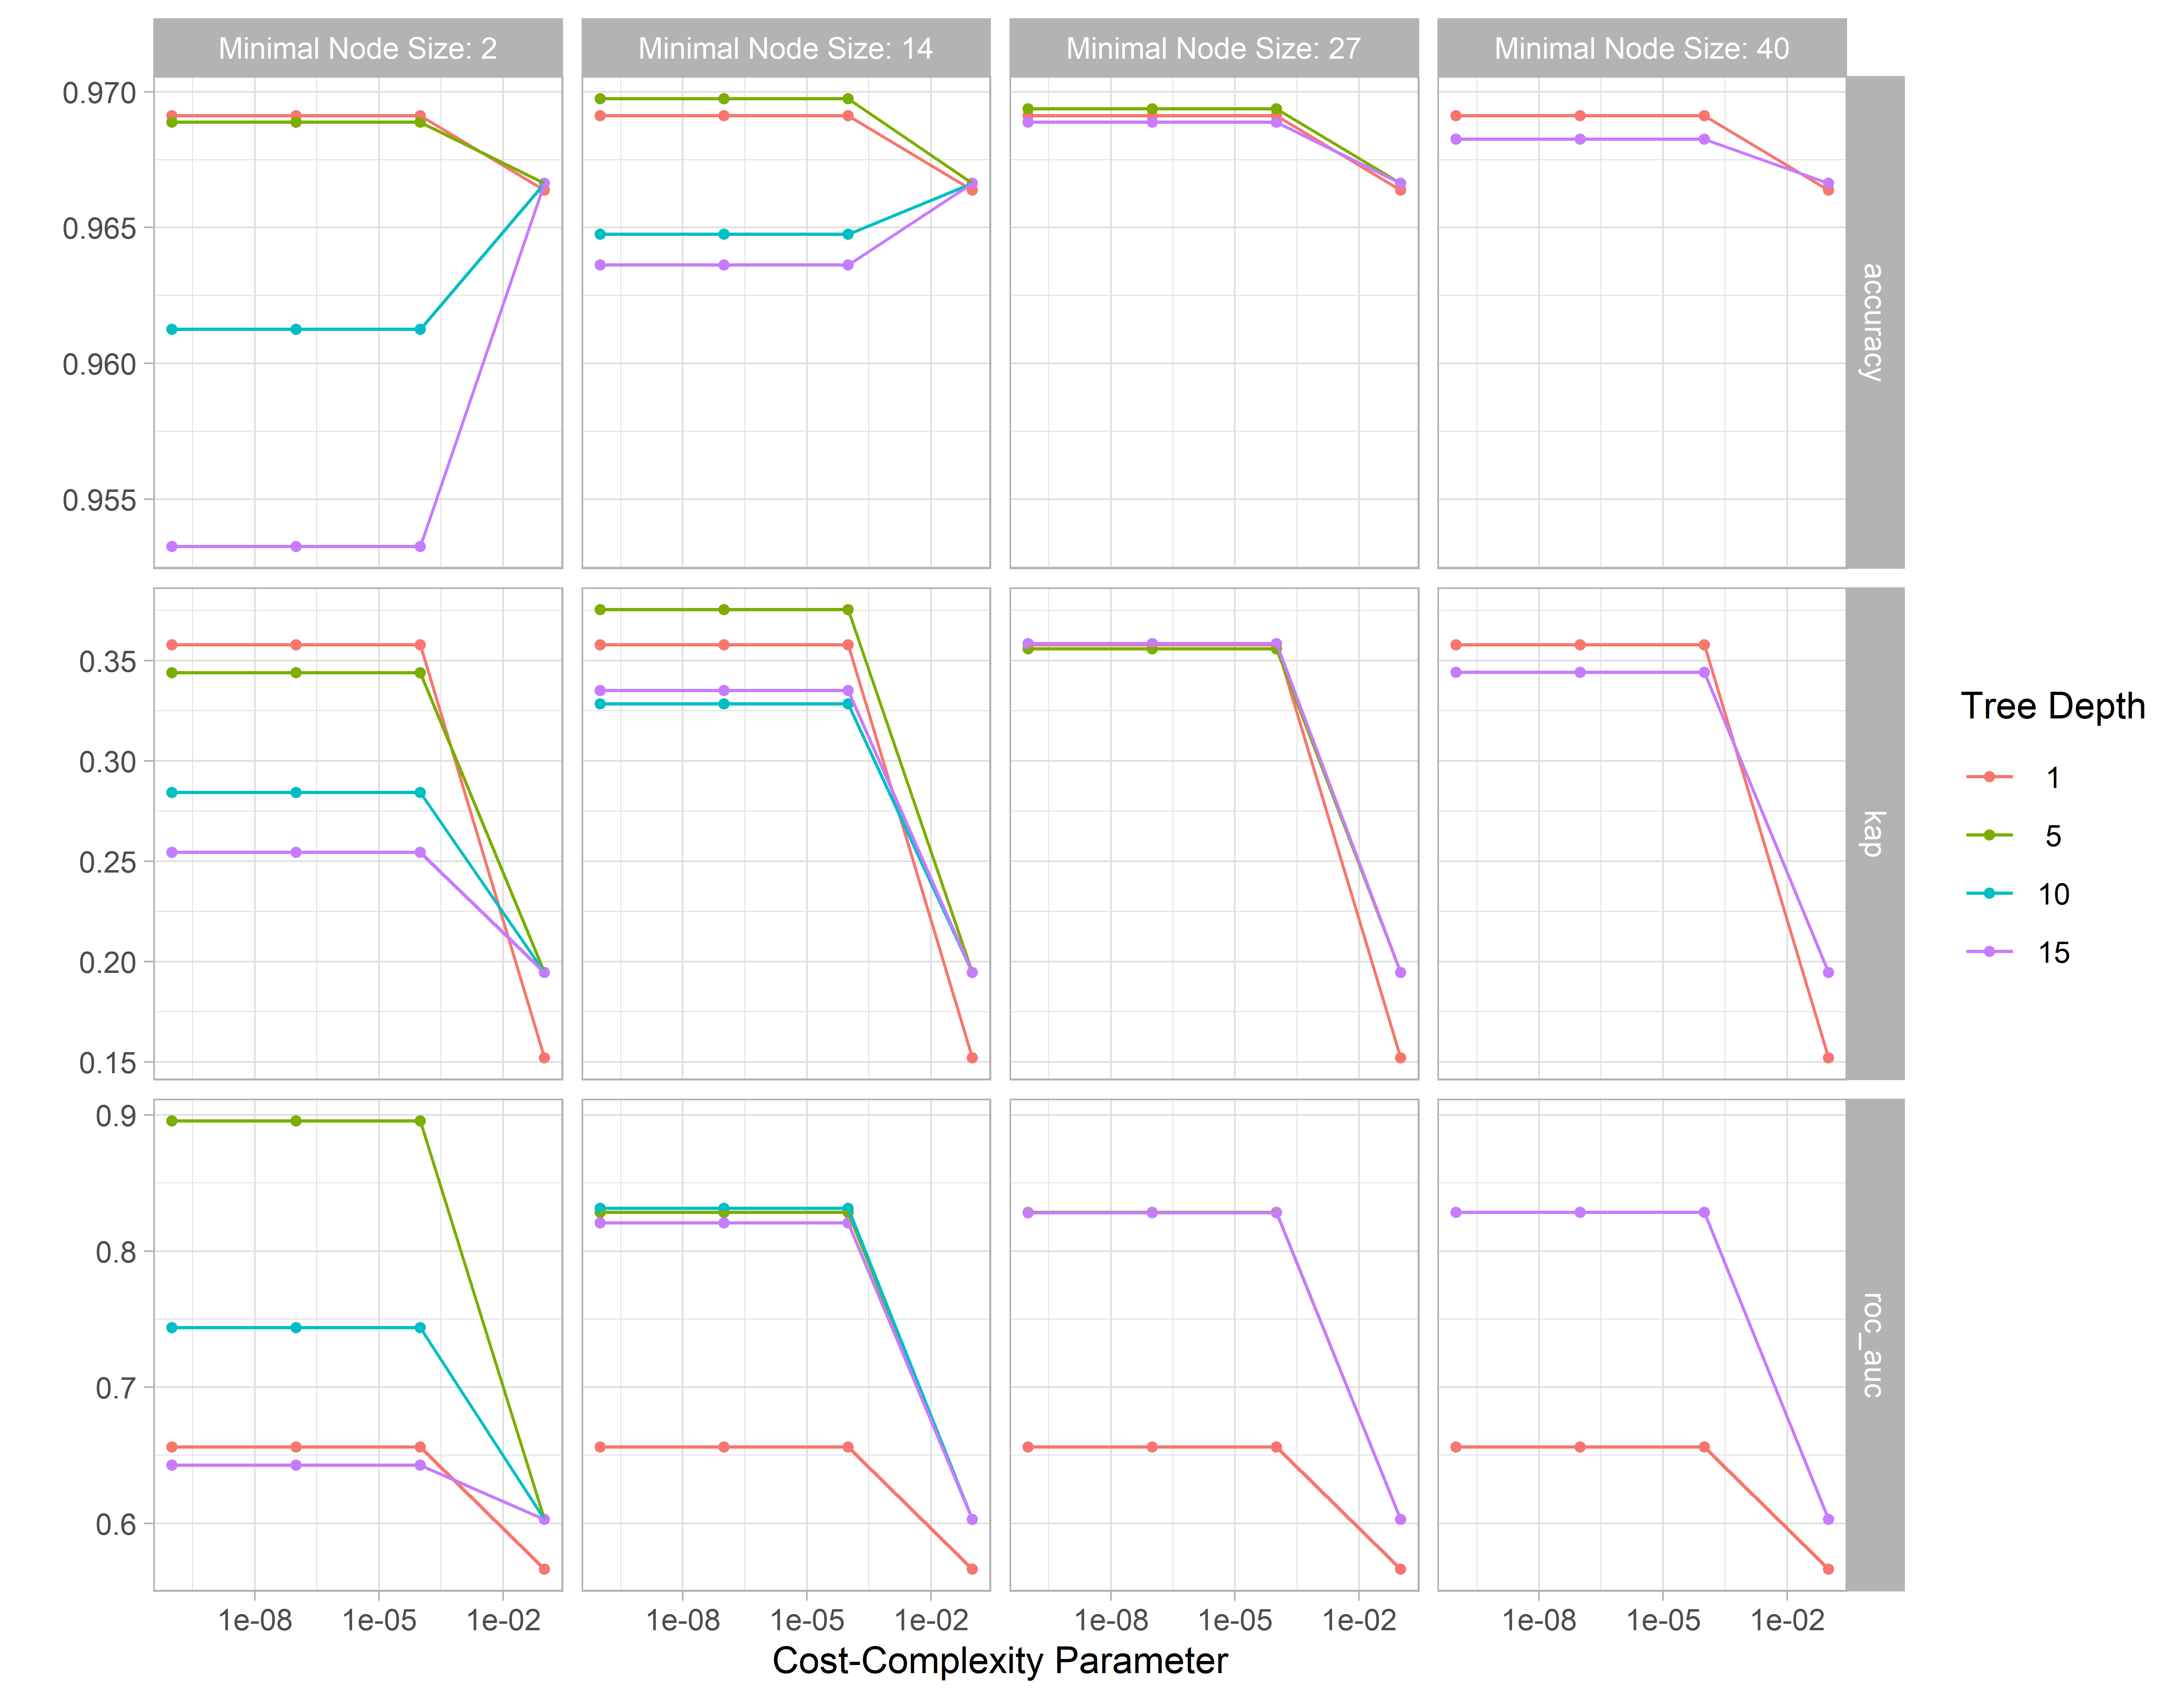 Minimal Node Size: 2
Minimal Node Size: 14
Minimal Node Size: 27
Minimal Node Size: 40
0.970
0.965
0.960
0.955
accuracy
0.35
0.30
0.25
0.20
0.15
kap
0.9
0.8
0.7
0.6
roc_auc
1e-08 1e-05 1e-02
1e-08 1e-05 1e-02
1e-08 1e-05 1e-02
1e-08 1e-05 1e-02
Cost-Complexity Parameter
Tree Depth
1
5
10
15